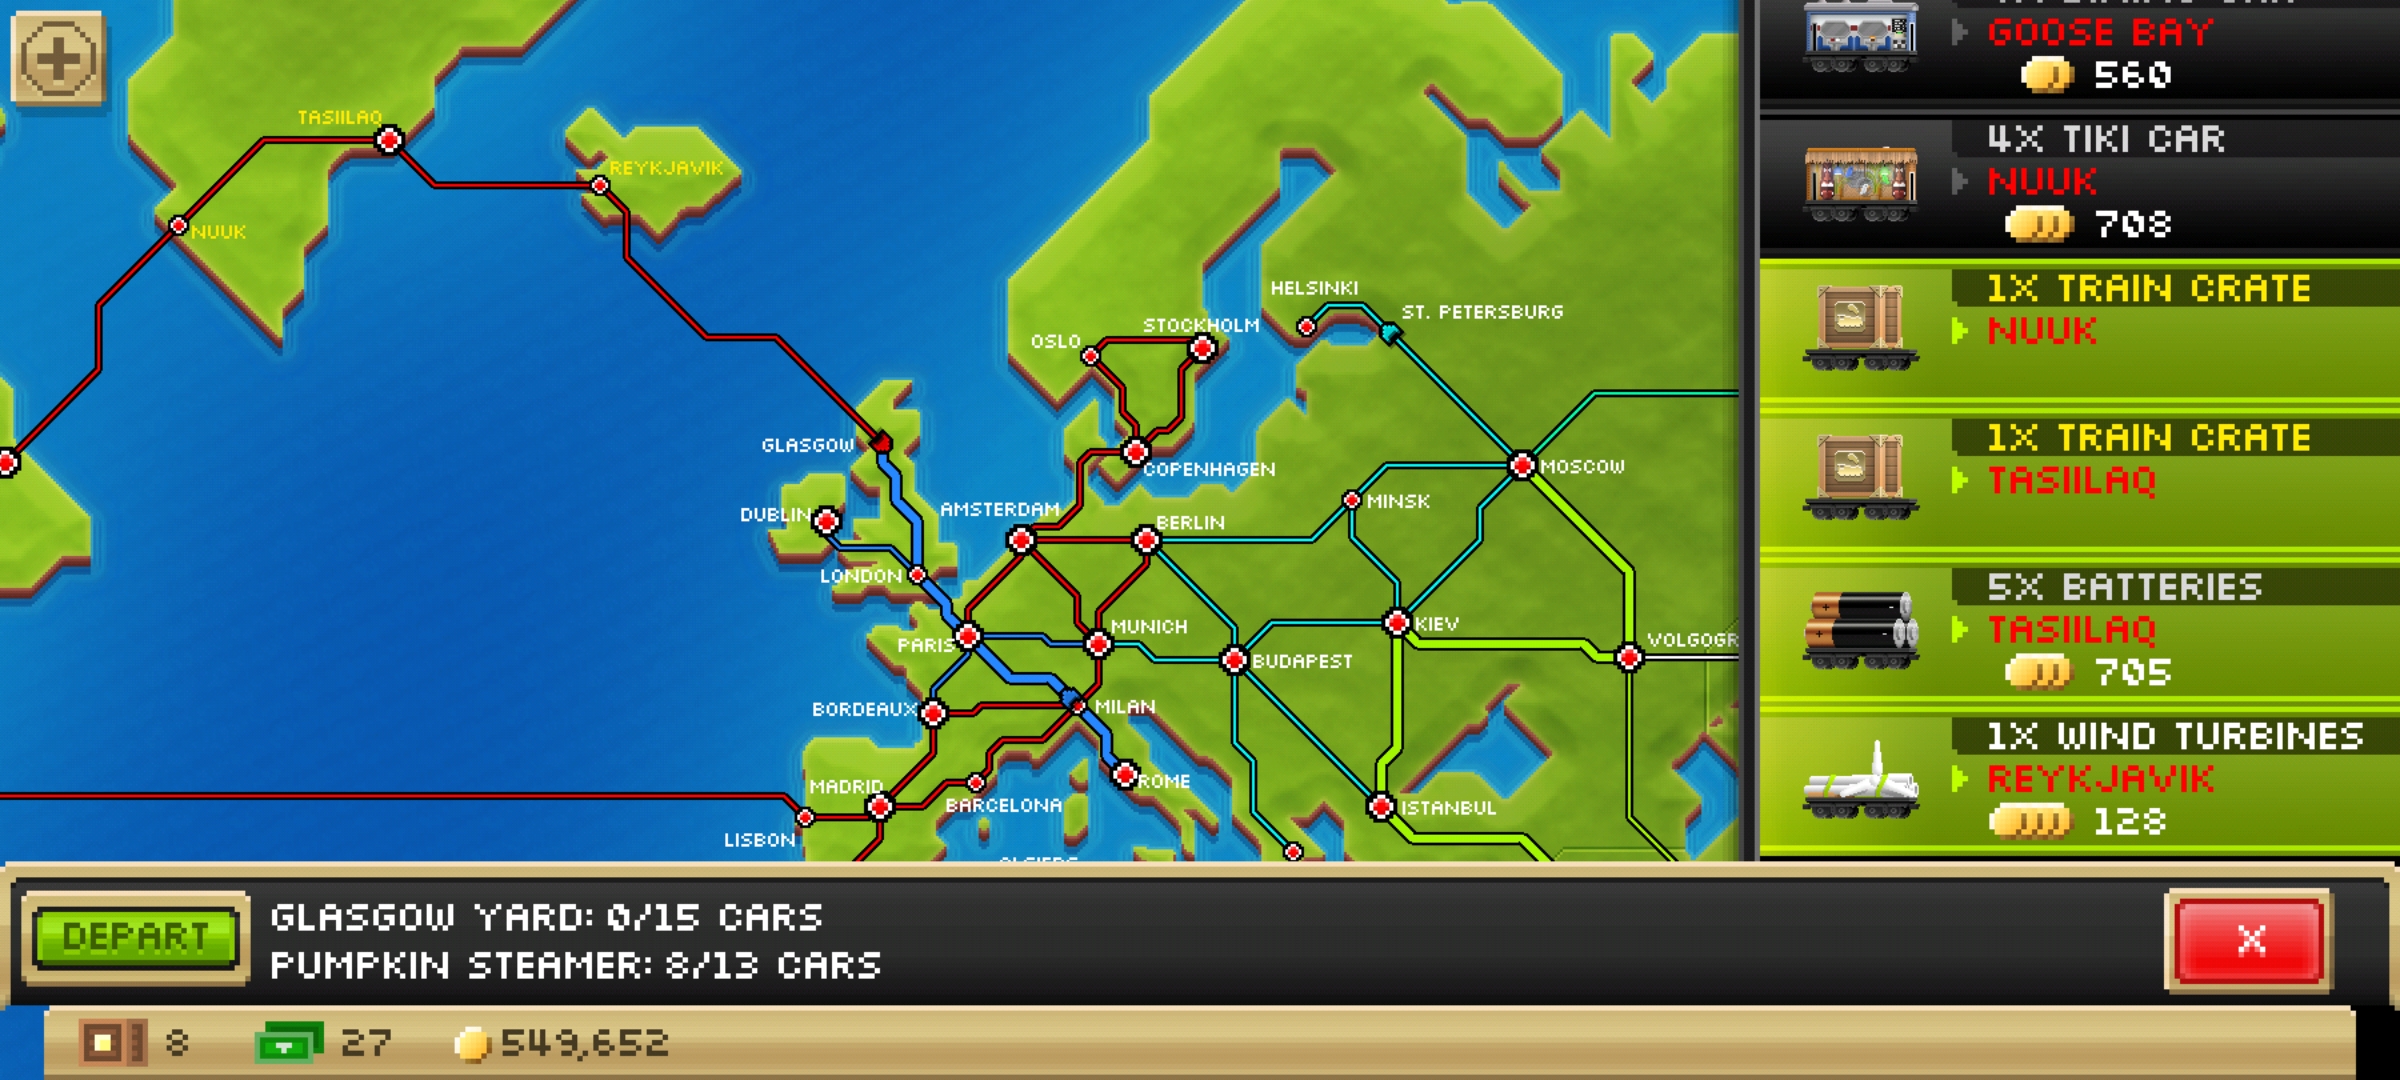 TASIILAQ
REYKJAVIK
NUUK
HELSINKI
ST. PETERSBURG
STOCKHOLM
OSLO
GLASGOW
MOSCOW
COPENHAGEN
MINSK
AMSTERDAM
DUBLIN
BERLIN
LONDON
MUNICH
KIEV
PARIS
BUDAPEST
BORDEAUX
MILAN
MADRID
ROME
BARCELONA
ISTANBUL
LISBON
GOOSE BAY
560
4X TIKI CAR
NUUK
708
1X TRAIN CRATE
NUUK
1X TRAIN CRATE
TASIILAQ
5X BATTERIES
TASIILAQ
705
1X WIND TURBINES
REYKJAVIK
128
DEPART
GLASGOW YARD: 0/15 CARS
PUMPKIN STEAMER: 8/13 CARS
X
8
27
549,652